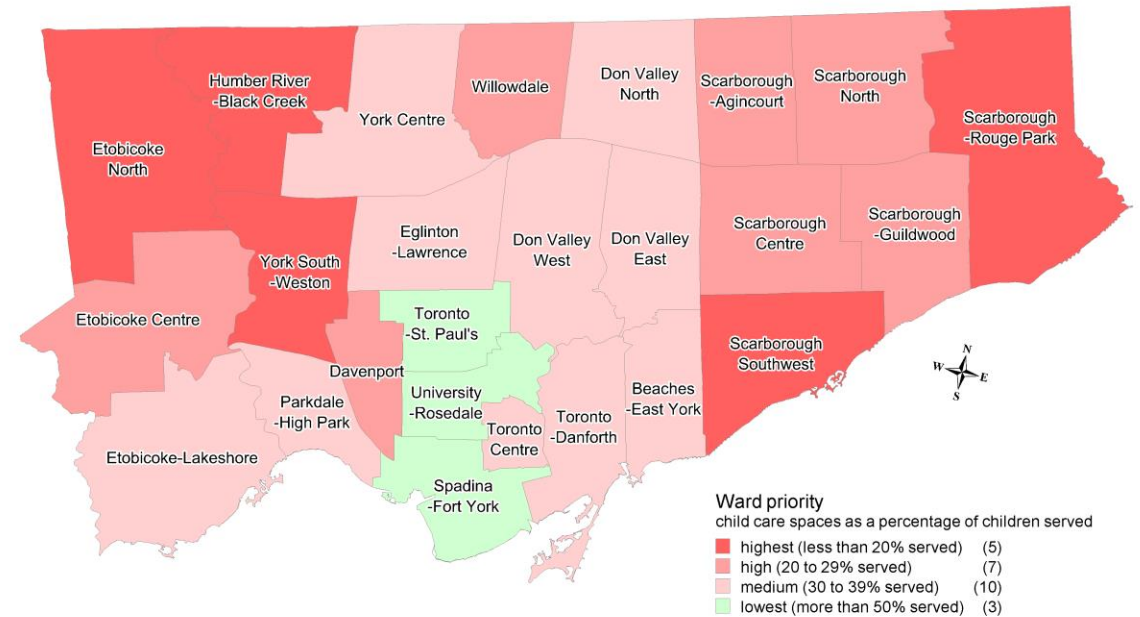 Humber River
-Black Creek
Etobicoke
North
York Centre
Willowdale
Don Valley
North
Scarborough
-Agincourt
Scarborough
North
Scarborough
-Rouge Park
York South
-Weston
Eglinton
-Lawrence
Don Valley
West
Don Valley
East
Scarborough
Centre
Scarborough
-Guildwood
Etobicoke Centre
Toronto
-St. Paul's
Davenport
University
-Rosedale
Parkdale
-High Park
Toronto
Centre
Toronto
-Danforth
Beaches
-East York
Scarborough
Southwest
Etobicoke-Lakeshore
Spadina
-Fort York
N
W
E
S
Ward priority
child care spaces as a percentage of children served
highest (less than 20% served) (5)
high (20 to 29% served) (7)
medium (30 to 39% served) (10)
lowest (more than 50% served) (3)